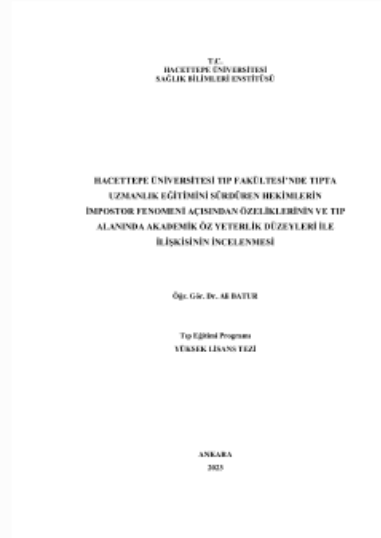 T.C.
HACETTEPE ÜNİVERSİTESİ
SAĞLIK BİLİMLERİ ENSTİTÜSÜ
HACETTEPE ÜNİVERSİTESİ TIP FAKÜLTESİ'NDE TIPTA
UZMANLIK EĞİTİMİNİ SÜRDÜREN HEKİMLERİN
İMPOSTOR FENOMENİ AÇISINDAN ÖZELİKLERİNİN VE TIP
ALANINDA AKADEMİK ÖZ YETERLİK DÜZEYLERİ İLE
İLİŞKİSİNİN İNCELENMESİ
Öğr. Gör. Dr. Ali BATUR
Tıp Eğitimi Programı
YÜKSEK LİSANS TEZİ
ANKARA
2023